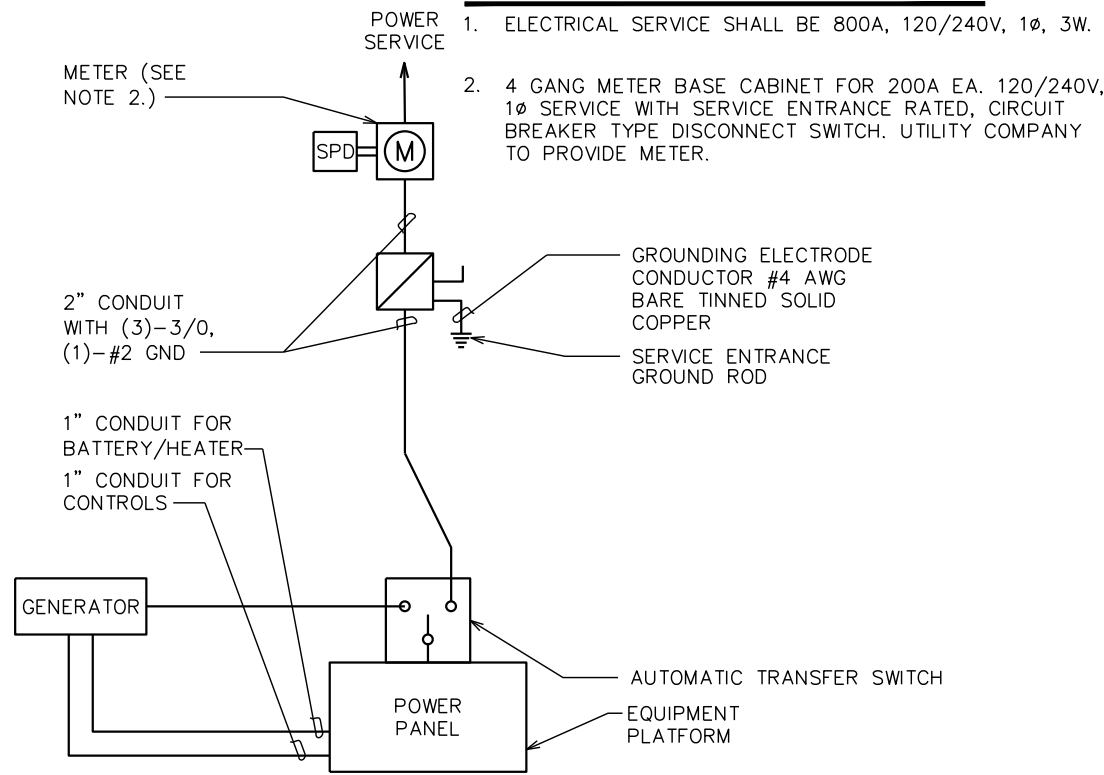 POWER
SERVICE
1. ELECTRICAL SERVICE SHALL BE 800A, 120/240V, 1ø, 3W.
METER (SEE
NOTE 2.)
2. 4 GANG METER BASE CABINET FOR 200A EA. 120/240V,
1ø SERVICE WITH SERVICE ENTRANCE RATED, CIRCUIT
BREAKER TYPE DISCONNECT SWITCH. UTILITY COMPANY
TO PROVIDE METER.
SPD
M
GROUNDING ELECTRODE
CONDUCTOR #4 AWG
BARE TINNED SOLID
COPPER
2" CONDUIT
WITH (3)-3/0,
(1)-#2 GND
SERVICE ENTRANCE
GROUND ROD
1" CONDUIT FOR
BATTERY/HEATER
1" CONDUIT FOR
CONTROLS
GENERATOR
AUTOMATIC TRANSFER SWITCH
POWER
PANEL
EQUIPMENT
PLATFORM